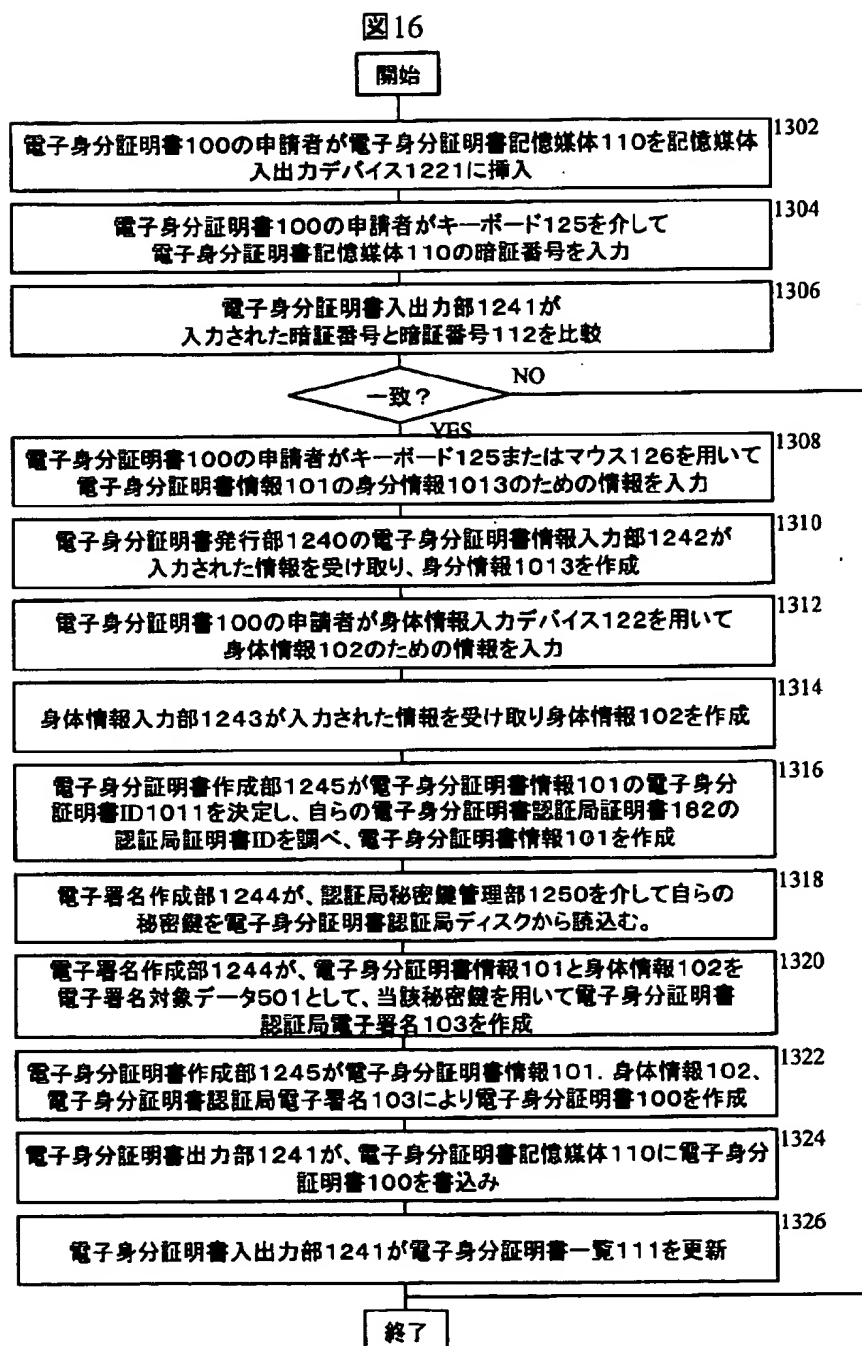 図16
開始
1302
電子身分証明書100の申請者が電子身分証明書記憶媒体110を記憶媒体
入出力デバイス1221に挿入
1304
電子身分証明書100の申請者がキーボード125を介して
電子身分証明書記憶媒体110の暗証番号を入力
1306
電子身分証明書入出力部1241が
入力された暗証番号と暗証番号112を比較
一致?
NO
YES
1308
電子身分証明書100の申請者がキーボード125またはマウス126を用いて
電子身分証明書情報101の身分情報1013のための情報を入力
1310
電子身分証明書発行部1240の電子身分証明書情報入力部1242が
入力された情報を受け取り、身分情報1013を作成
1312
電子身分証明書100の申請者が身体情報入力デバイス122を用いて
身体情報102のための情報を入力
1314
身体情報入力部1243が入力された情報を受け取り身体情報102を作成
1316
電子身分証明書作成部1245が電子身分証明書情報101の電子身分
証明書ID1011を決定し、自らの電子身分証明書認証局証明書182の
認証局証明書IDを調べ、電子身分証明書情報101を作成
1318
電子署名作成部1244が、認証局秘密鍵管理部1250を介して自らの
秘密鍵を電子身分証明書認証局ディスクから読込む。
1320
電子署名作成部1244が、電子身分証明書情報101と身体情報102を
電子署名対象データ501として、当該秘密鍵を用いて電子身分証明書
認証局電子署名103を作成
1322
電子身分証明書作成部1245が電子身分証明書情報101. 身体情報102、
電子身分証明書認証局電子署名103により電子身分証明書100を作成
1324
電子身分証明書出力部1241が、電子身分証明書記憶媒体110に電子身分
証明書100を書込み
1326
電子身分証明書入出力部1241が電子身分証明書一覧111を更新
終了